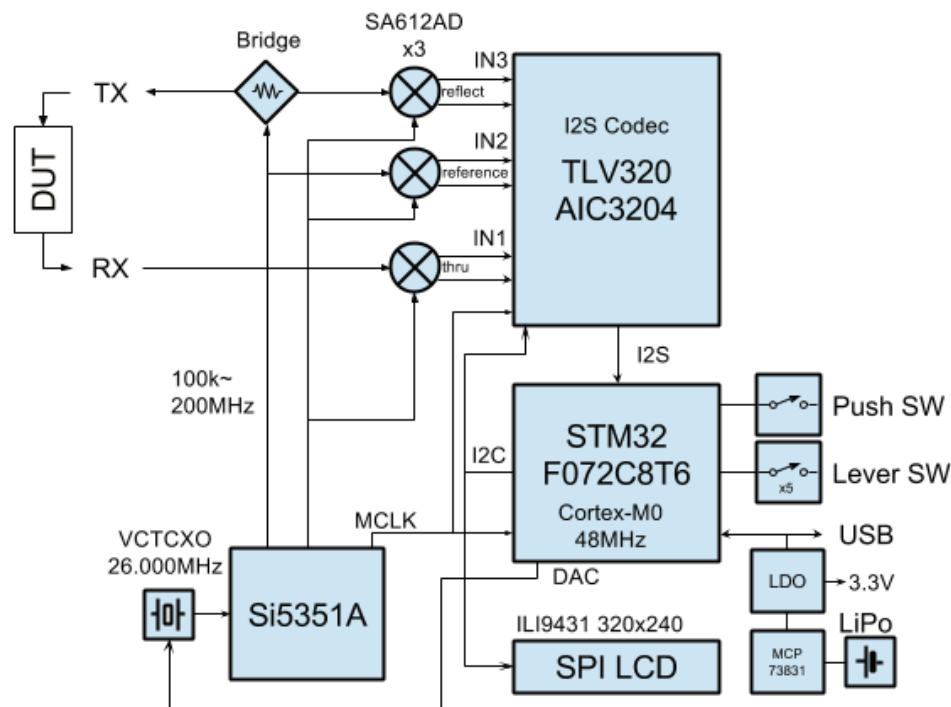 SA612AD
x3
Bridge
IN3
TX
reflect
I2S Codec
IN2
TLV320
AIC3204
reference
DUT
IN1
RX
thru
I2S
100k~
200MHz
Push SW
STM32
F072C8T6
I2C
Lever SW
x5
Cortex-M0
48MHz
MCLK
VCTCXO
26.000MHz
USB
DAC
LDO
3.3V
Si5351A
ILI9431 320x240
LiPo
SPI LCD
MCP
73831